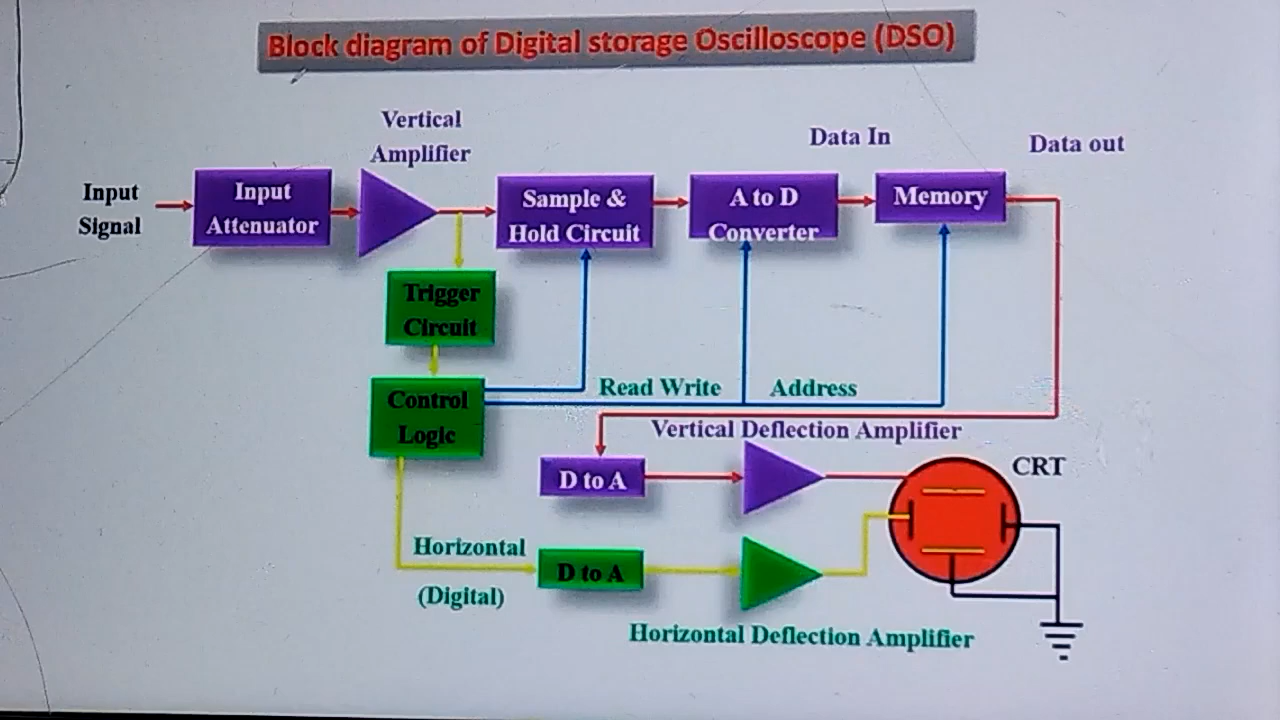 Block diagram of Digital storage Oscilloscope (DSO)
Vertical
Amplifier
Data In
Data out
Input
Signal
Input
Attenuator
Sample &
Hold Circuit
A to D
Converter
Memory
Trigger
Circuit
Control
Logic
Read Write
Address
Vertical Deflection Amplifier
D to A
CRT
Horizontal
(Digital)
D to A
Horizontal Deflection Amplifier